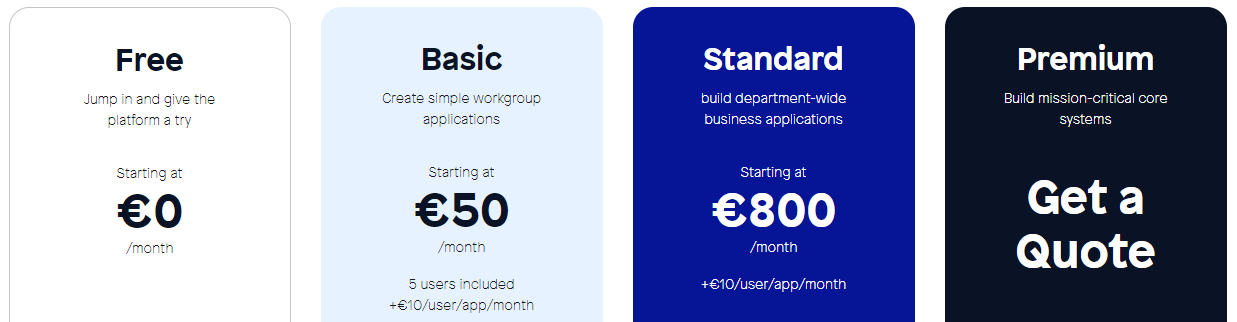 Free
Jump in and give the
platform a try
Starting at
€0
/month
Basic
Create simple workgroup
applications
Starting at
€50
/month
5 users included
+€10/user/app/month
Standard
build department-wide
business applications
Starting at
€800
/month
+€10/user/app/month
Premium
Build mission-critical core
systems
Get a
Quote